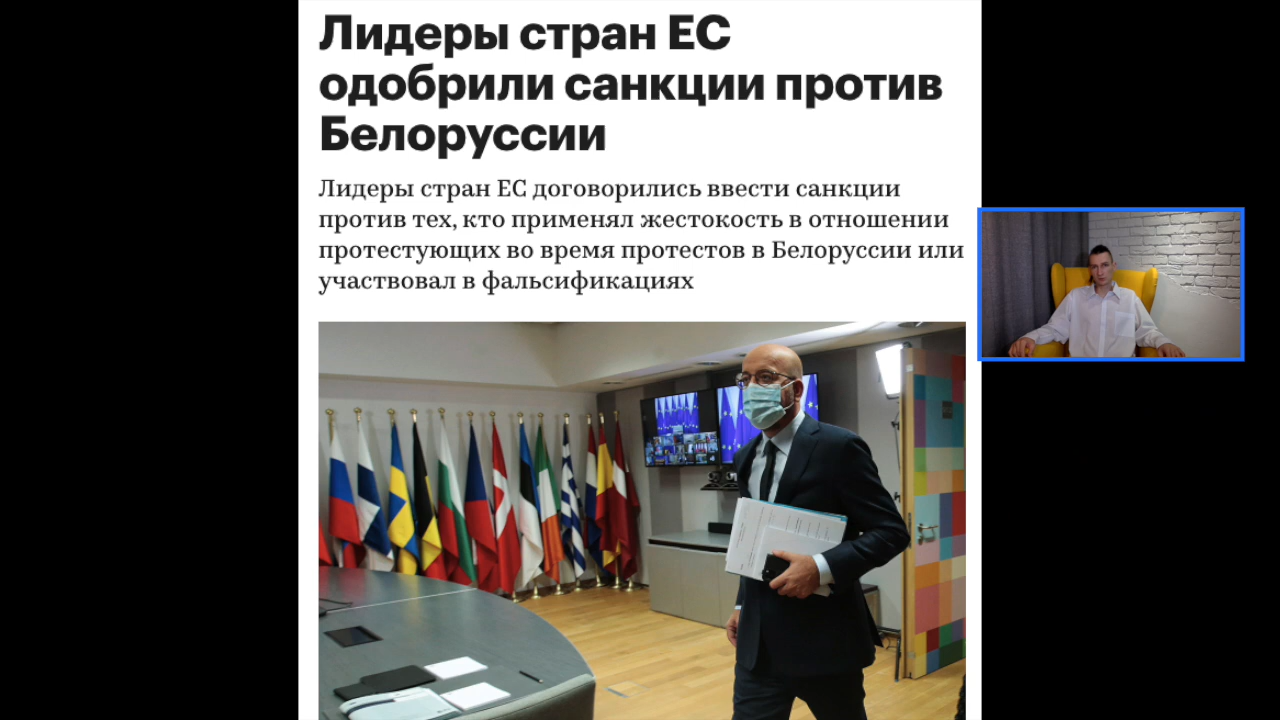 Лидеры стран ЕС
одобрили санкции против
Белоруссии
Лидеры стран ЕС договорились ввести санкции
против тех, кто применял жестокость в отношении
протестующих во время протестов в Белоруссии или
участвовал в фальсификациях